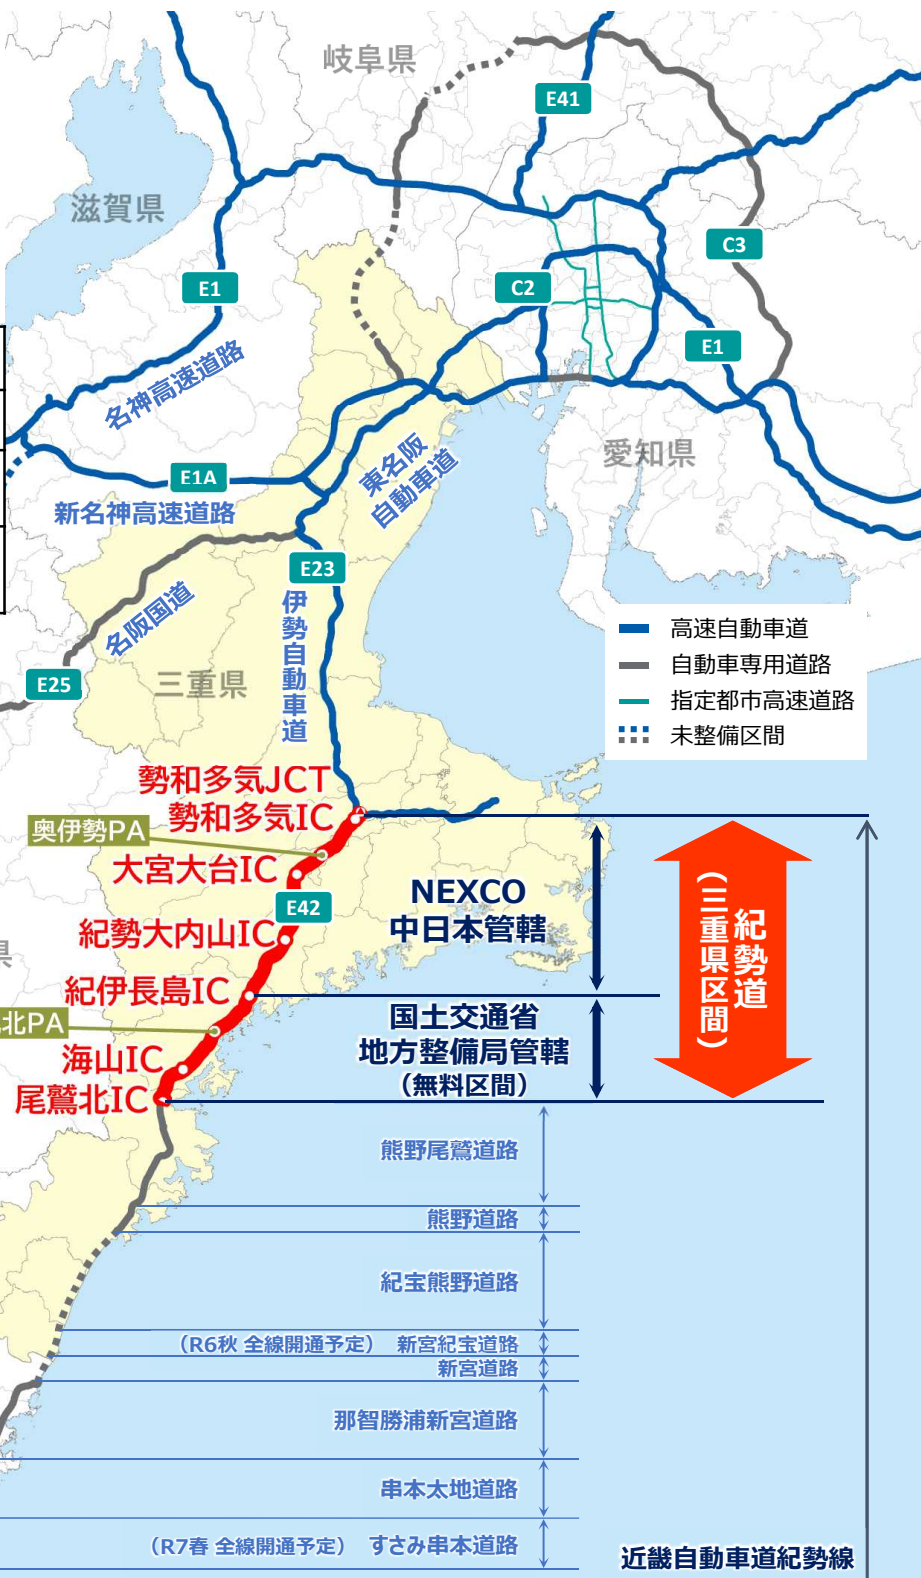 岐阜県
E41
滋賀県
C3
E1
C2
E1
名神高速道路
愛知県
東名阪
自動車道
E1A
新名神高速道路
E23
伊勢自動車道
名阪国道
高速自動車道
自動車専用道路
指定都市高速道路
未整備区間
E25
三重県
勢和多気JCT
勢和多気IC
奥伊勢PA
大宮大台IC
E42
NEXCO
中日本管轄
紀勢道
(三重県区間)
紀勢大内山IC
県
紀伊長島IC
北PA
国土交通省
地方整備局管轄
(無料区間)
海山IC
尾鷲北IC
熊野尾鷲道路
熊野道路
紀宝熊野道路
(R6秋 全線開通予定) 新宮紀宝道路
新宮道路
那智勝浦新宮道路
串本太地道路
(R7春 全線開通予定) すさみ串本道路
近畿自動車道紀勢線